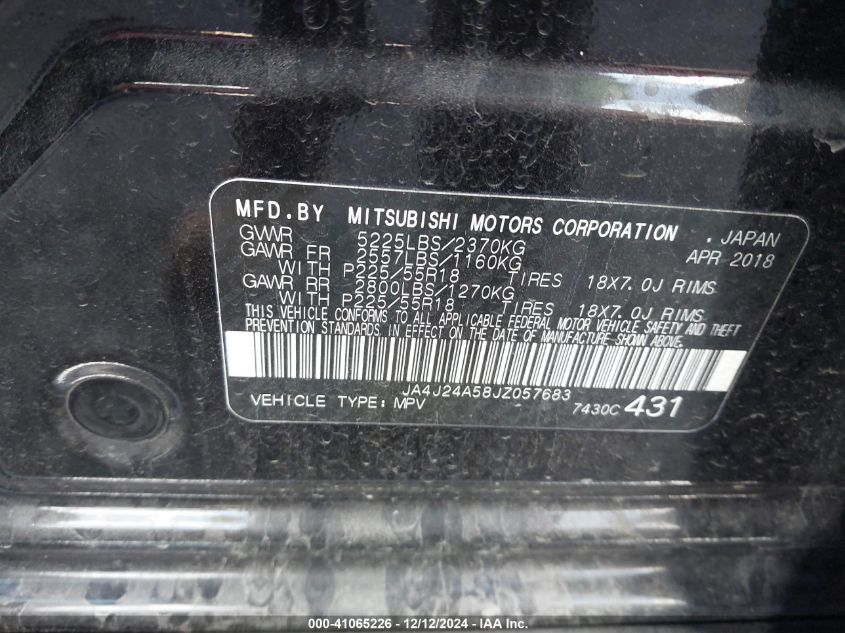 MFD.BY MITSUBISHI MOTORS CORPORATION . JAPAN
GVWR 5225LBS/2370KG APR-2018
GAWR FR 2557LBS/1160KG
WITH P225/55R18 TIRES 18X7.0J RIMS
GAWR RR 2800LBS/1270KG
WITH P225/55R18 TIRES 18X7.0J RIMS
THIS VEHICLE CONFORMS TO ALL APPLICABLE FEDERAL MOTOR VEHICLE SAFETY AND THEFT
PREVENTION STANDARDS IN EFFECT ON THE DATE OF MANUFACTURE SHOWN ABOVE.
JA4J24A58JZ057683
VEHICLE TYPE: MPV 7430C 431
000-41065226 - 12/12/2024 - IAA Inc.